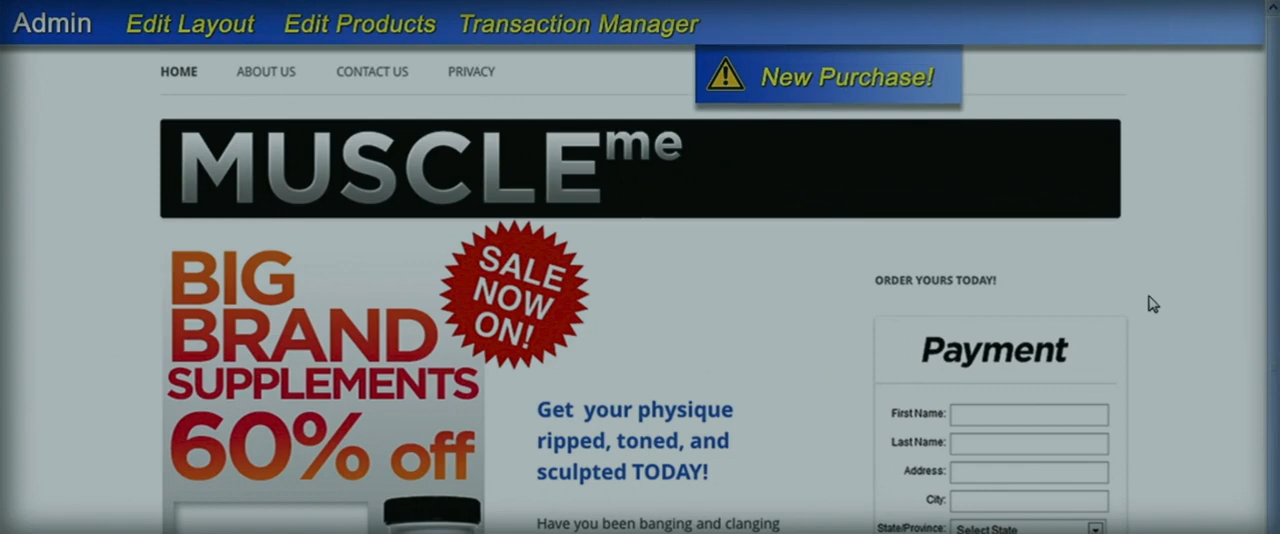 Admin Edit Layout Edit Products Transaction Manager
HOME ABOUT US CONTACT US PRIVACY
New Purchase!
MUSCLEme
SALE
NOW
ON!
BIG
BRAND
SUPPLEMENTS
60% off
Get your physique
ripped, toned, and
sculpted TODAY!
Have you been banging and clanging
ORDER YOURS TODAY!
Payment
First Name:
Last Name:
Address:
City:
State/Province: Select State